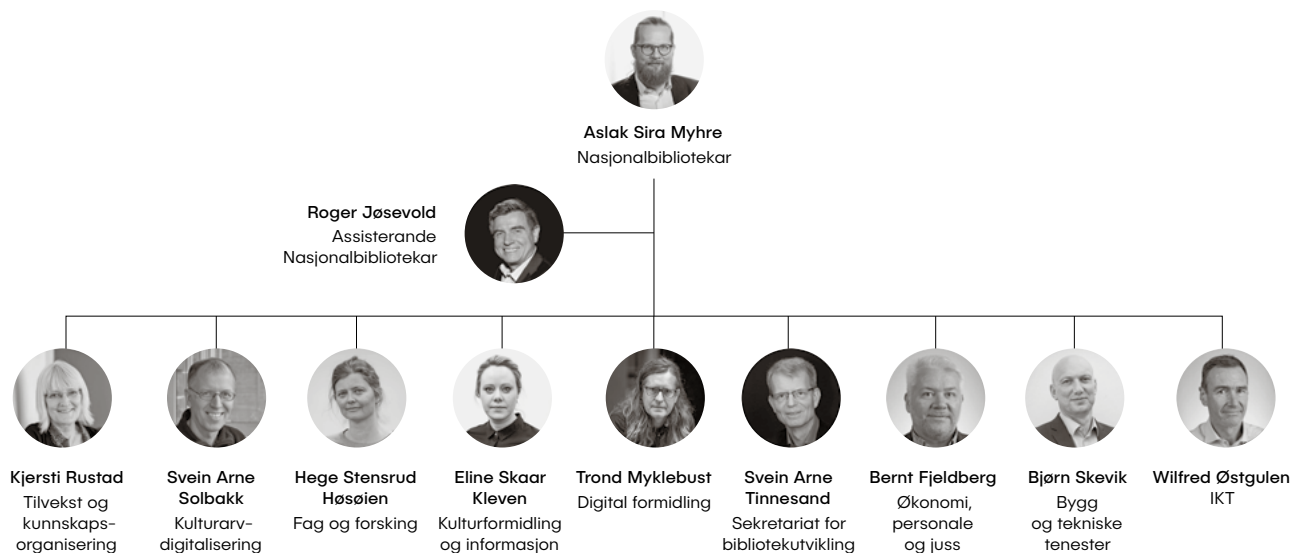 Aslak Sira Myhre
Nasjonalbibliotekar
Roger Jøsevold
Assisterande
Nasjonalbibliotekar
Kjersti Rustad
Tilvekst og
kunnskaps-
organisering
Svein Arne
Solbakk
Kulturarv-
digitalisering
Hege Stensrud
Høsøien
Fag og forsking
Eline Skaar
Kleven
Kulturformidling
og informasjon
Trond Myklebust
Digital formidling
Svein Arne
Tinnesand
Sekretariat for
bibliotekutvikling
Bernt Fjeldberg
Økonomi,
personale
og juss
Bjørn Skevik
Bygg
og tekniske
tenester
Wilfred Østgulen
IKT